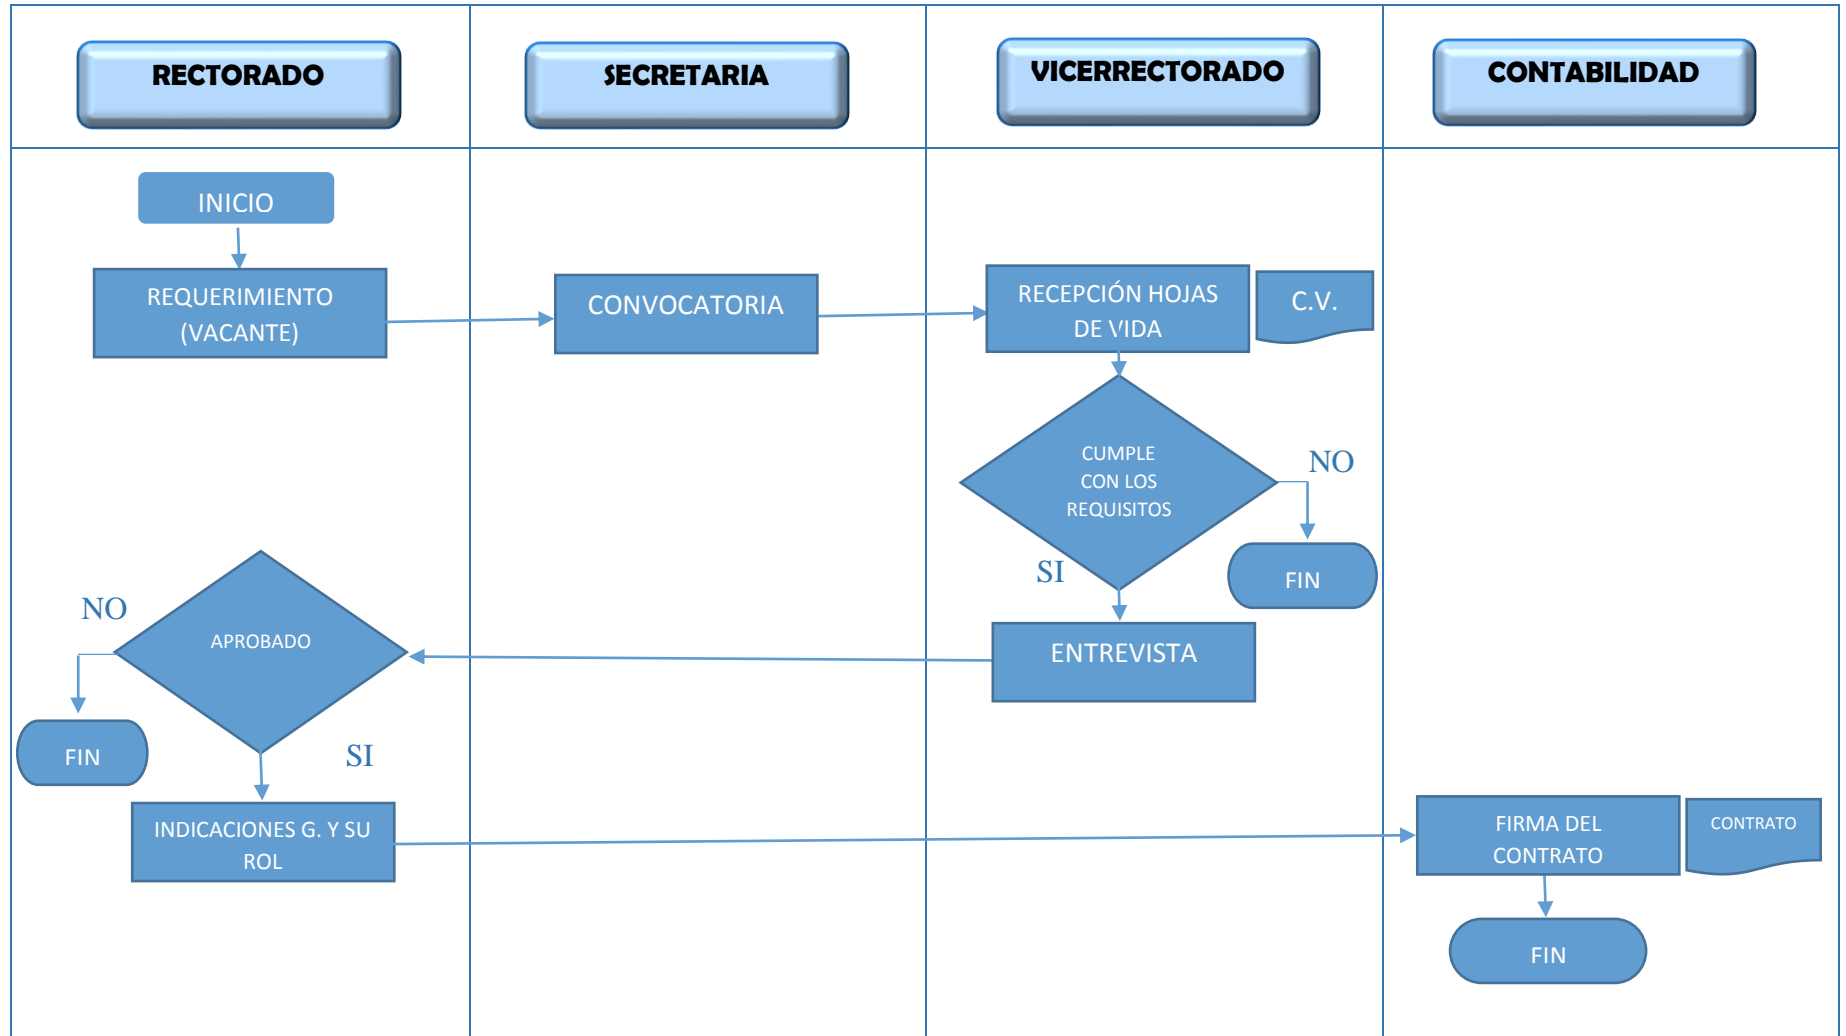 RECTORADO
SECRETARIA
VICERRECTORADO
CONTABILIDAD
INICIO
REQUERIMIENTO
(VACANTE)
CONVOCATORIA
RECEPCIÓN HOJAS
DE VIDA
C.V.
CUMPLE
CON LOS
REQUISITOS
NO
FIN
SI
ENTREVISTA
APROBADO
NO
FIN
SI
INDICACIONES G. Y SU
ROL
FIRMA DEL
CONTRATO
CONTRATO
FIN